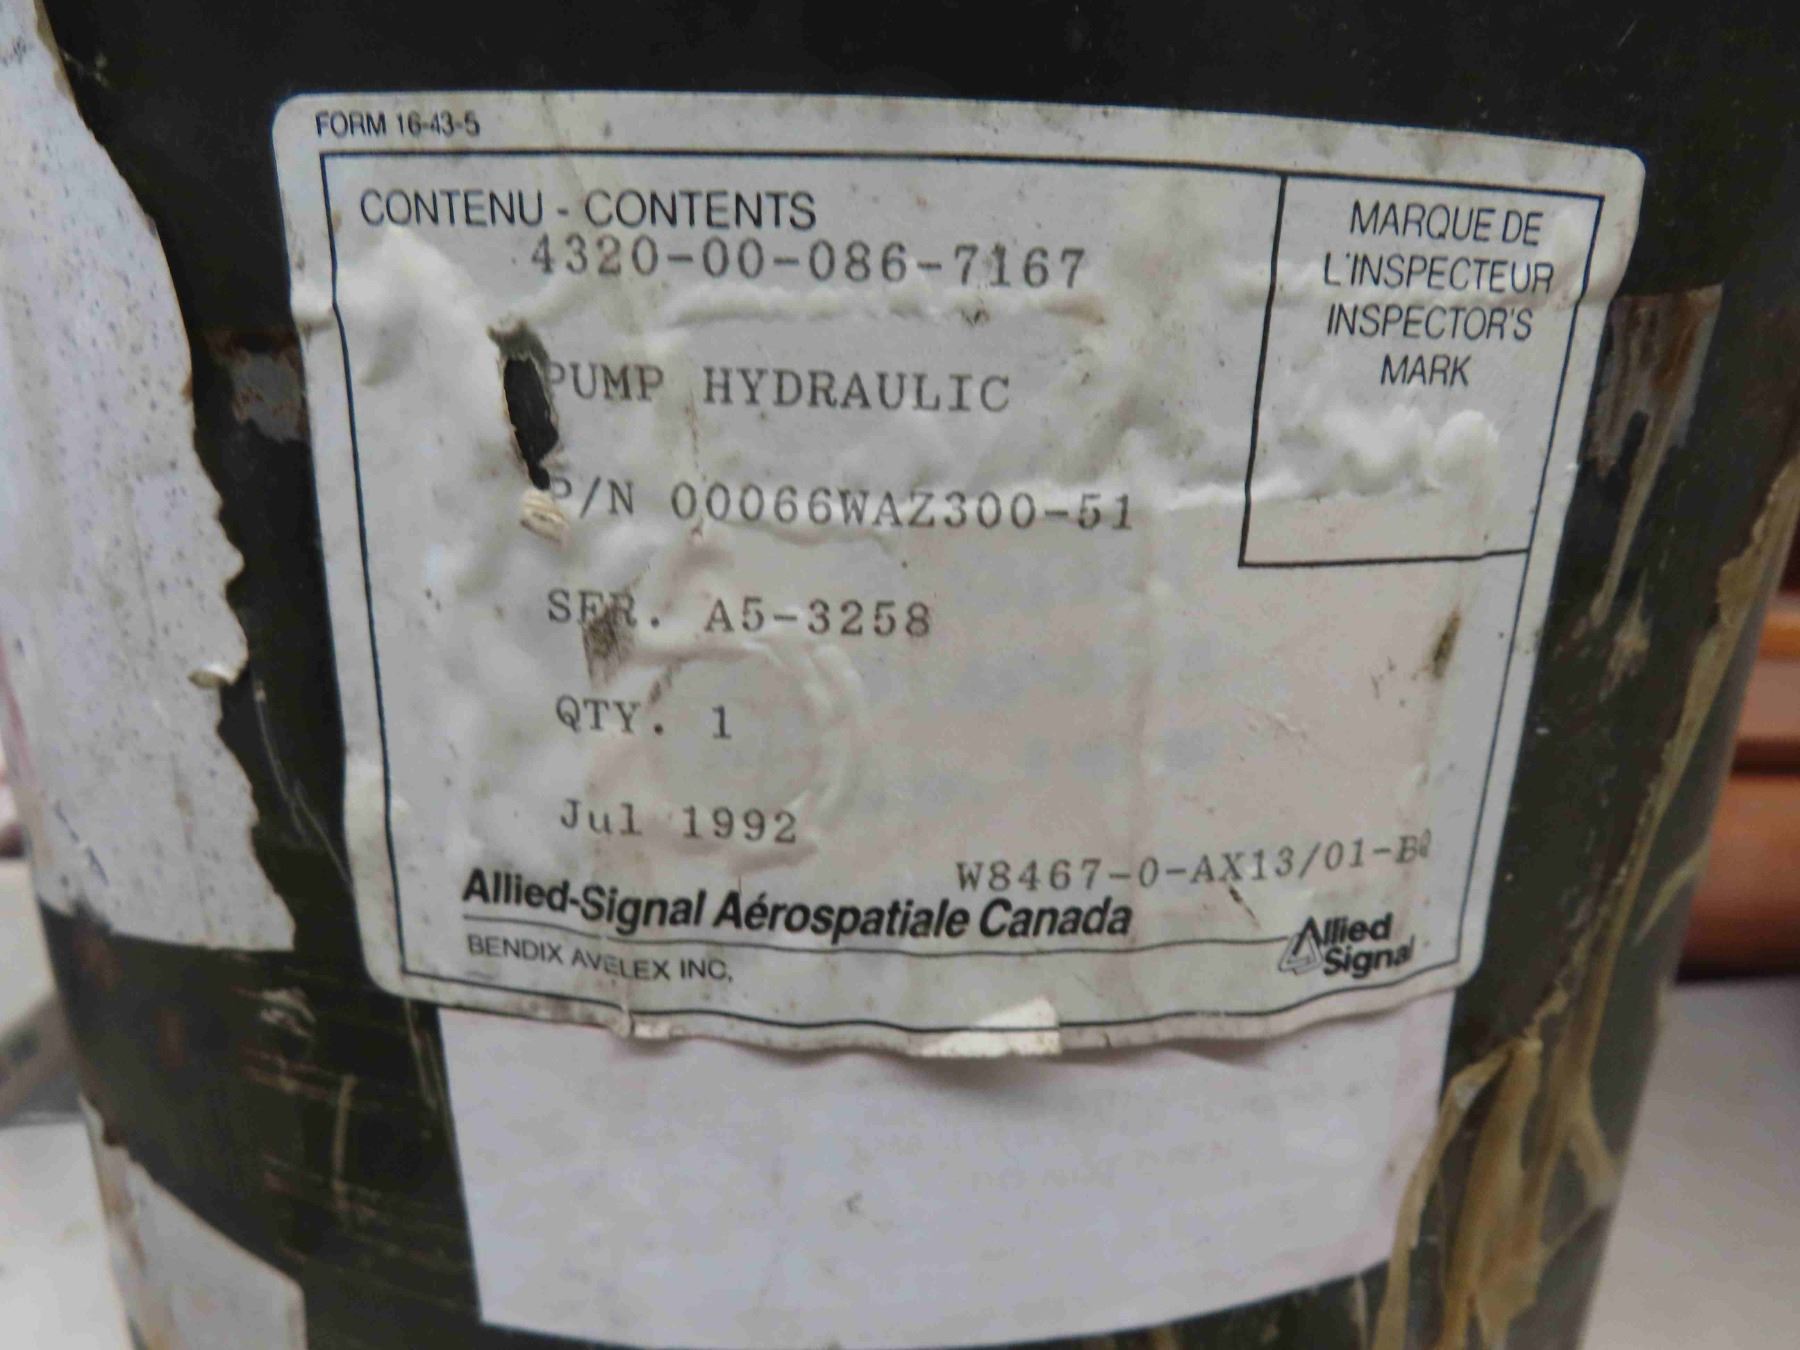 FORM 16-43-5
CONTENU - CONTENTS
4320-00-086-7167
MARQUE DE
L'INSPECTEUR
INSPECTOR'S
MARK
PUMP HYDRAULIC
P/N 00066WAZ300-51
SER. A5-3258
QTY. 1
Jul 1992
W8467-0-AX13/01-BQ
Allied-Signal Aérospatiale Canada
BENDIX AVELEX INC,
Allied
Signal